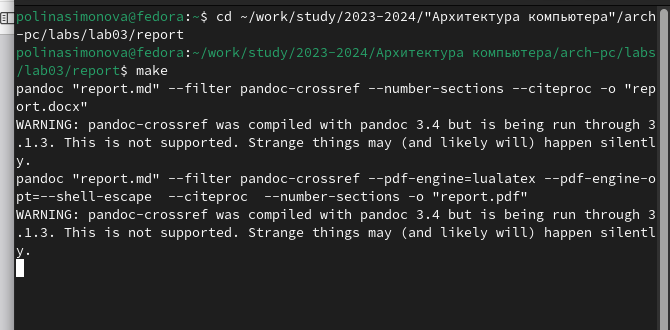 polinasimonova@fedora:~$ cd ~/work/study/2023-2024/"Архитектура компьютера"/arch
-pc/labs/lab03/report
polinasimonova@fedora:~/work/study/2023-2024/Архитектура компьютера/arch-pc/labs
/lab03/report$ make
pandoc "report.md" --filter pandoc-crossref --number-sections --citeproc -o "rep
ort.docx"
WARNING: pandoc-crossref was compiled with pandoc 3.4 but is being run through 3
.1.3. This is not supported. Strange things may (and likely will) happen silentl
y.
pandoc "report.md" --filter pandoc-crossref --pdf-engine=lualatex --pdf-engine-o
pt=--shell-escape  --citeproc  --number-sections -o "report.pdf"
WARNING: pandoc-crossref was compiled with pandoc 3.4 but is being run through 3
.1.3. This is not supported. Strange things may (and likely will) happen silentl
y.